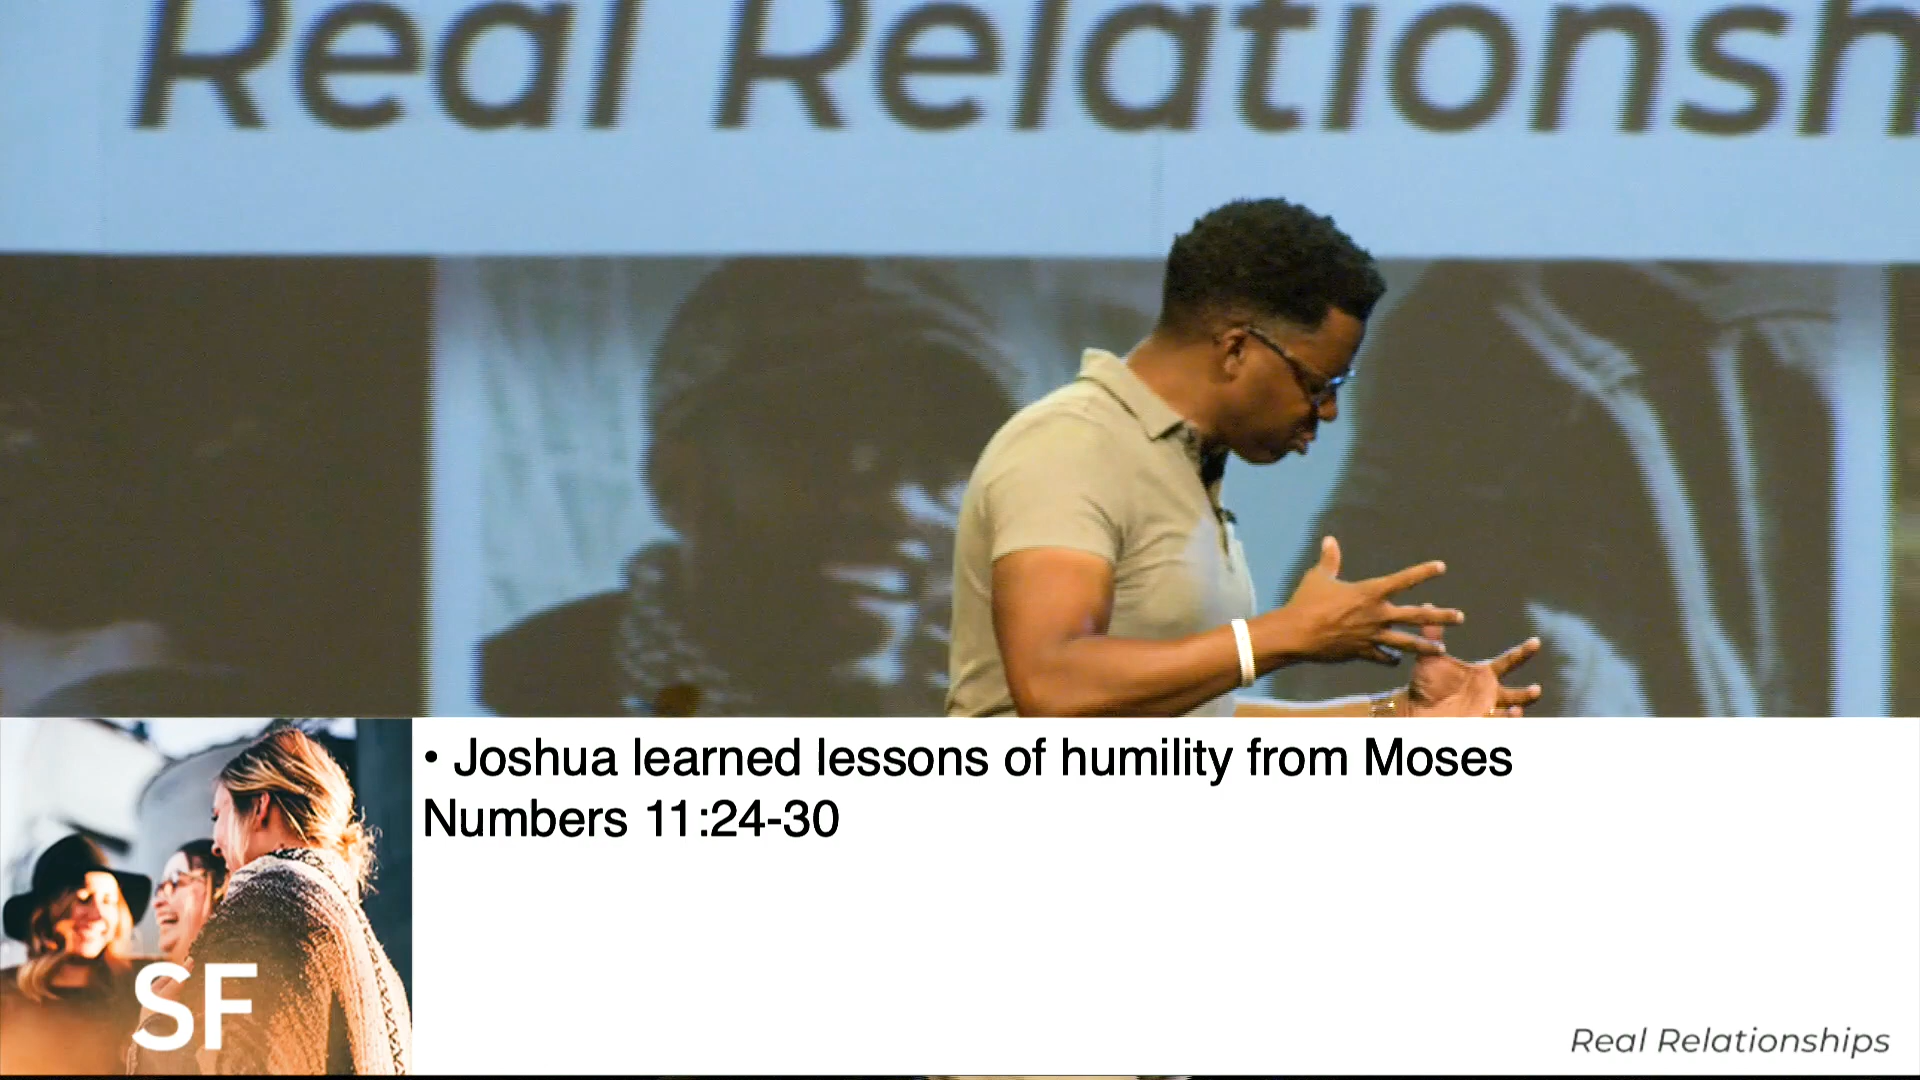 Real Relationsh
• Joshua learned lessons of humility from Moses
Numbers 11:24-30
SF
Real Relationships